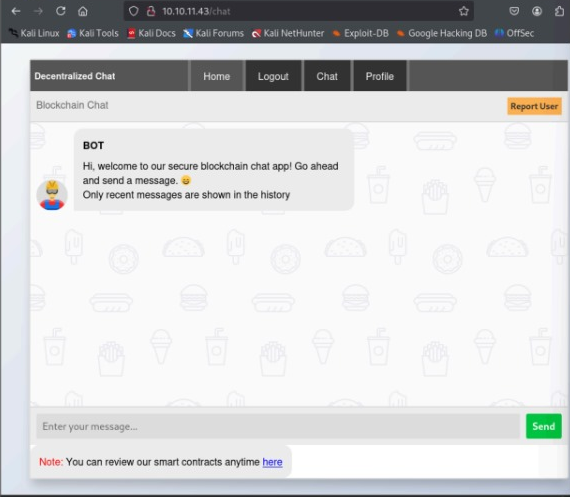 10.10.11.43/chat
Kali Linux Kali Tools Kali Docs Kali Forums Kali NetHunter Exploit-DB Google Hacking DB OffSec
Decentralized Chat Home Logout Chat Profile
Blockchain Chat Report User
BOT
Hi, welcome to our secure blockchain chat app! Go ahead
and send a message. 😄
Only recent messages are shown in the history
Enter your message... Send
Note: You can review our smart contracts anytime here